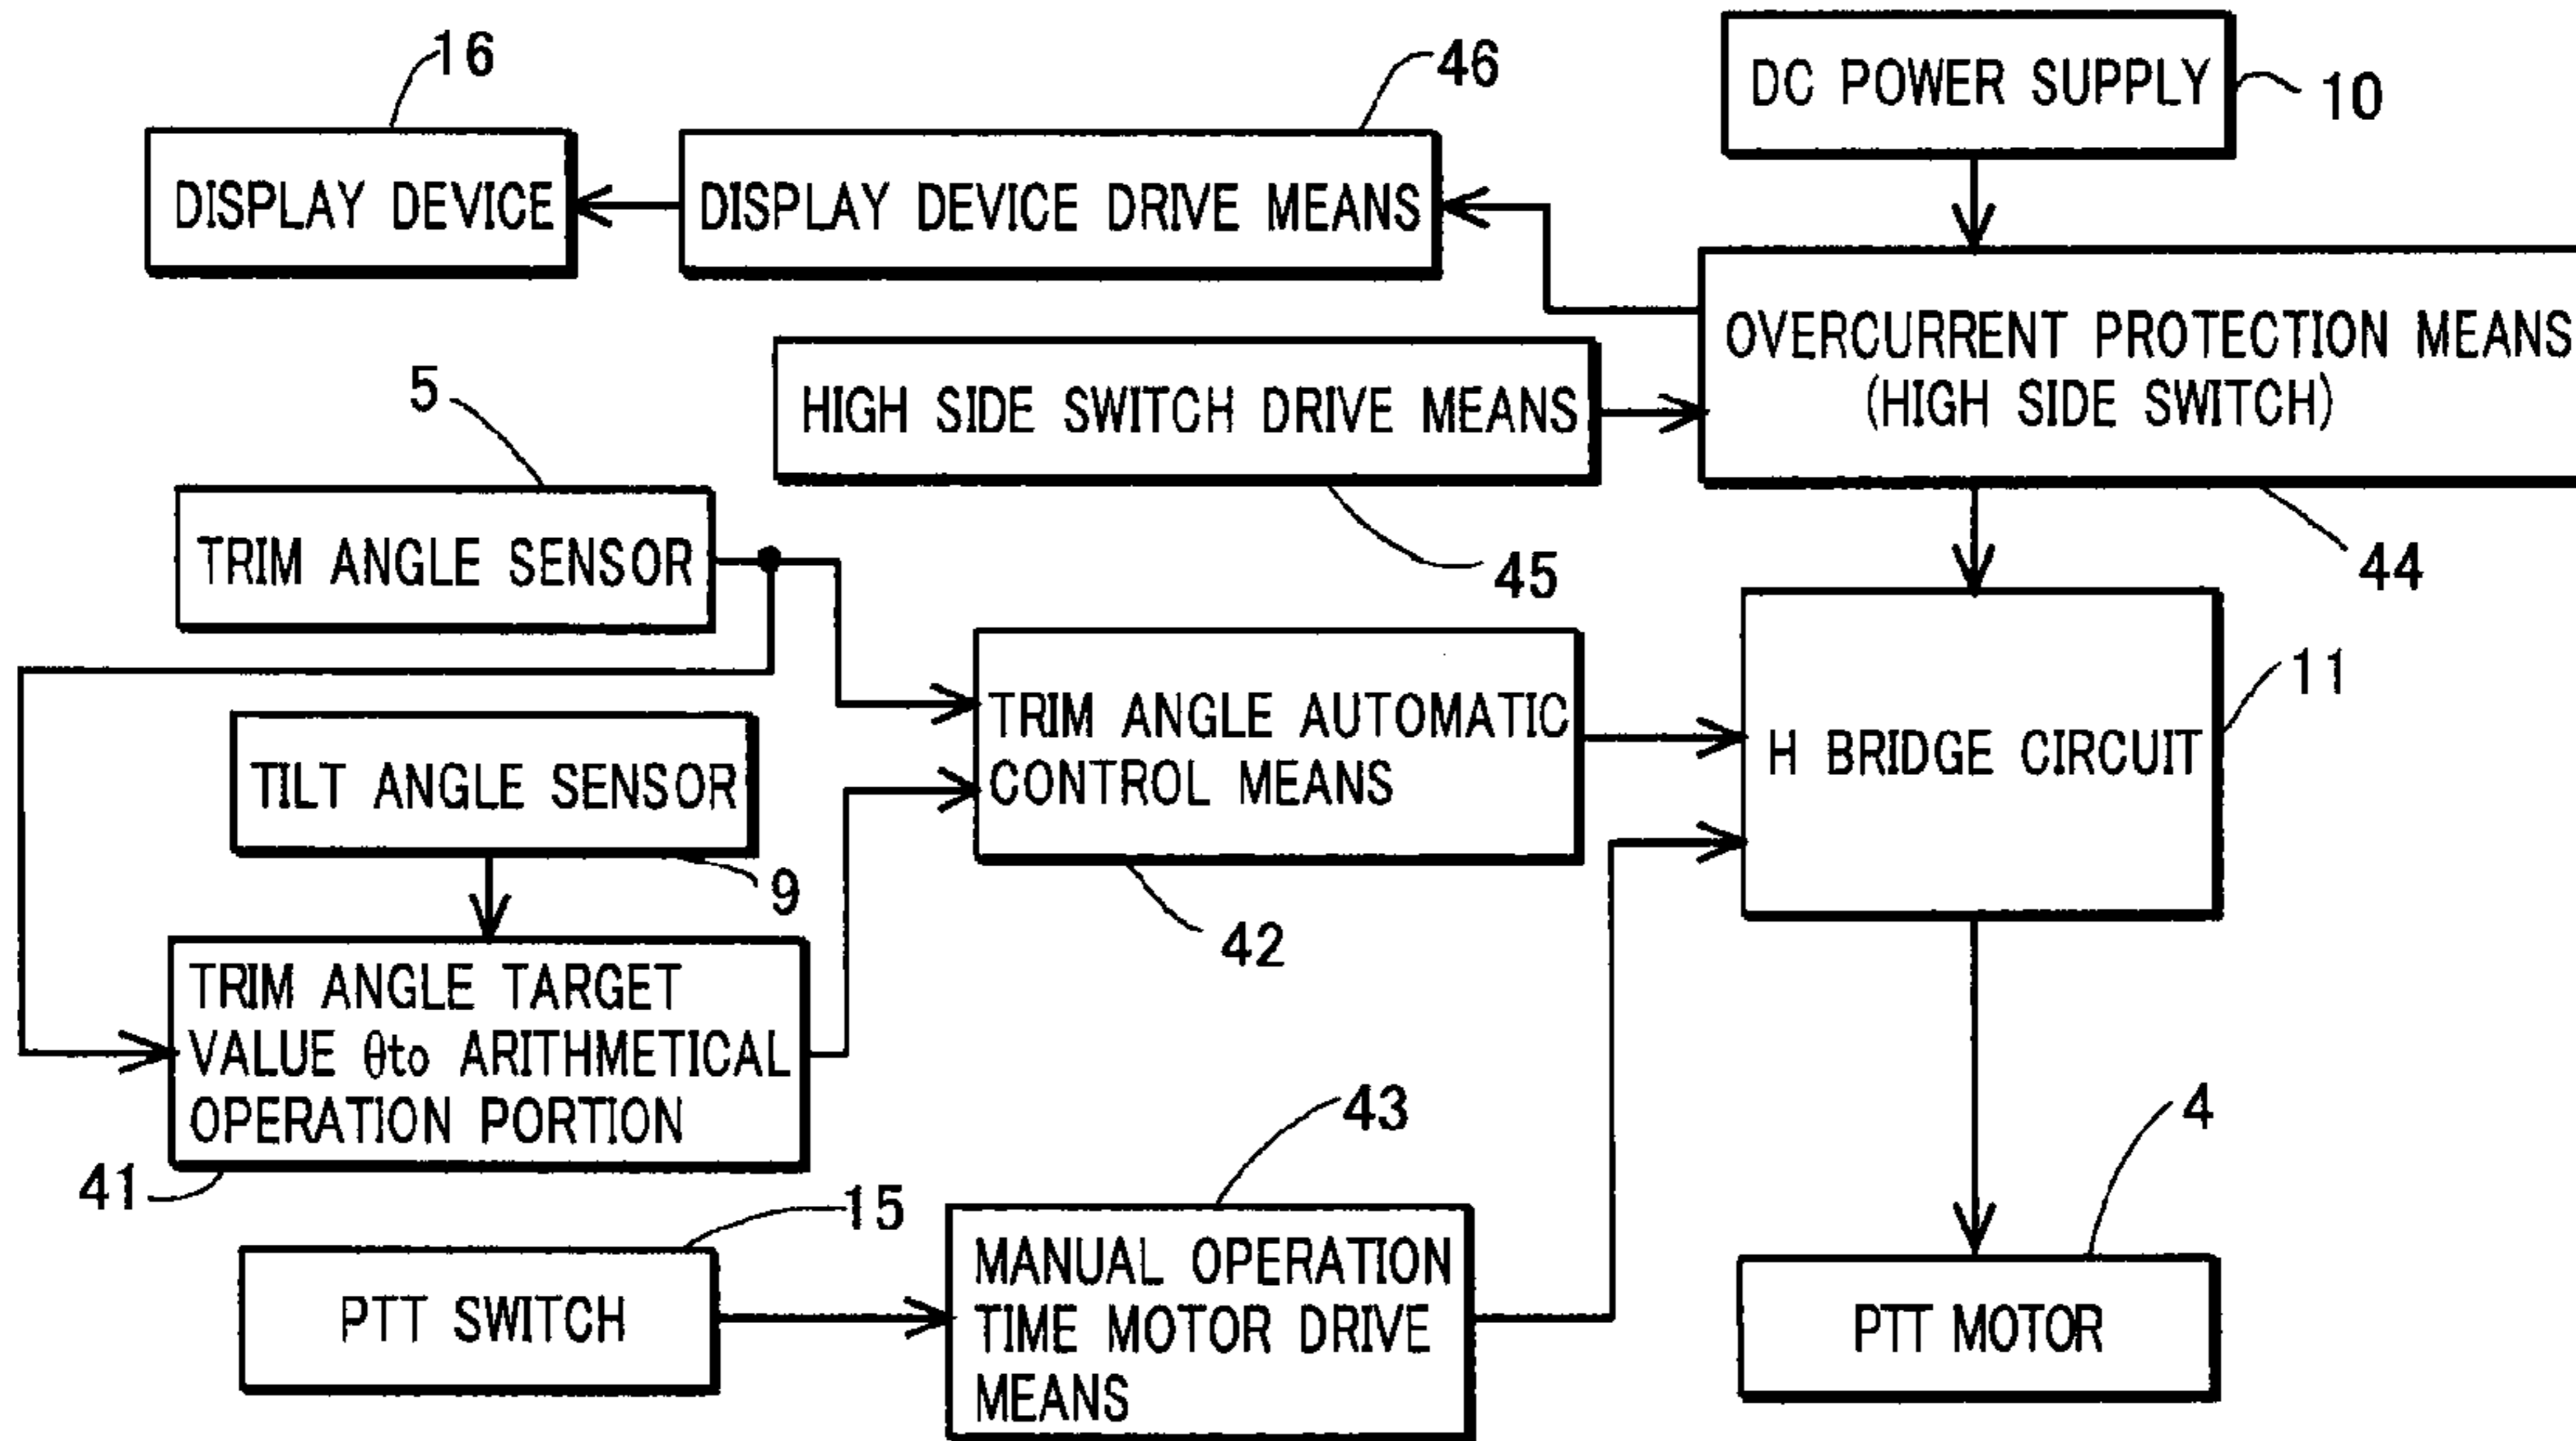 16
46
DC POWER SUPPLY
10
DISPLAY DEVICE
DISPLAY DEVICE DRIVE MEANS
OVERCURRENT PROTECTION MEANS
(HIGH SIDE SWITCH)
44
HIGH SIDE SWITCH DRIVE MEANS
45
5
TRIM ANGLE SENSOR
TILT ANGLE SENSOR
9
TRIM ANGLE AUTOMATIC
CONTROL MEANS
42
H BRIDGE CIRCUIT
11
TRIM ANGLE TARGET
VALUE θto ARITHMETICAL
OPERATION PORTION
41
15
PTT SWITCH
43
MANUAL OPERATION
TIME MOTOR DRIVE
MEANS
4
PTT MOTOR